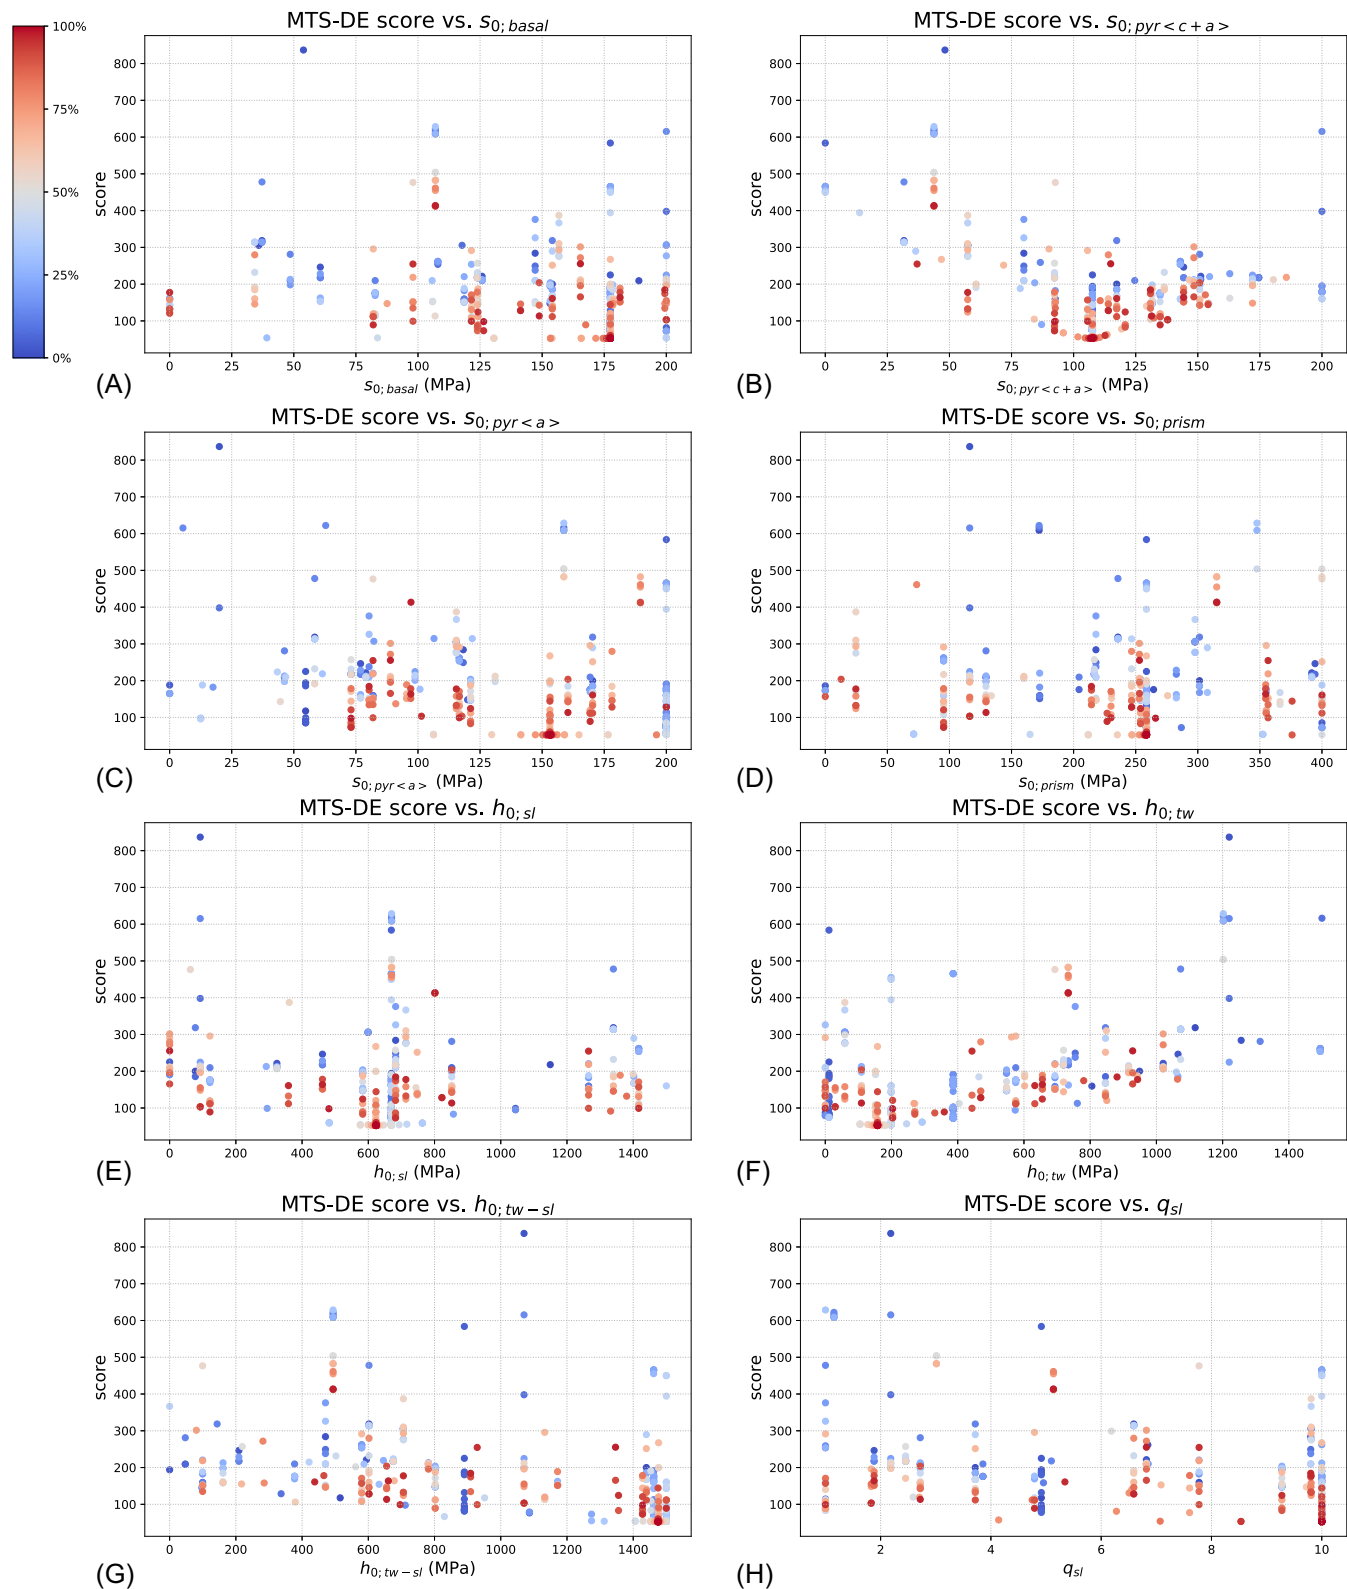 100%
75%
50%
25%
0%
MTS-DE score vs. s0;basal
score
800
700
600
500
400
300
200
100
0 25 50 75 100 125 150 175 200
(A)
s0;basal (MPa)
MTS-DE score vs. s0;pyr<c+a>
score
800
700
600
500
400
300
200
100
0 25 50 75 100 125 150 175 200
(B)
s0;pyr<c+a> (MPa)
MTS-DE score vs. s0;pyr<a>
score
800
700
600
500
400
300
200
100
0 25 50 75 100 125 150 175 200
(C)
s0;pyr<a> (MPa)
MTS-DE score vs. s0;prism
score
800
700
600
500
400
300
200
100
0 50 100 150 200 250 300 350 400
(D)
s0;prism (MPa)
MTS-DE score vs. h0;sl
score
800
700
600
500
400
300
200
100
0 200 400 600 800 1000 1200 1400
(E)
h0;sl (MPa)
MTS-DE score vs. h0;tw
score
800
700
600
500
400
300
200
100
0 200 400 600 800 1000 1200 1400
(F)
h0;tw (MPa)
MTS-DE score vs. h0;tw−sl
score
800
700
600
500
400
300
200
100
0 200 400 600 800 1000 1200 1400
(G)
h0;tw−sl (MPa)
MTS-DE score vs. qsl
score
800
700
600
500
400
300
200
100
2 4 6 8 10
(H)
qsl